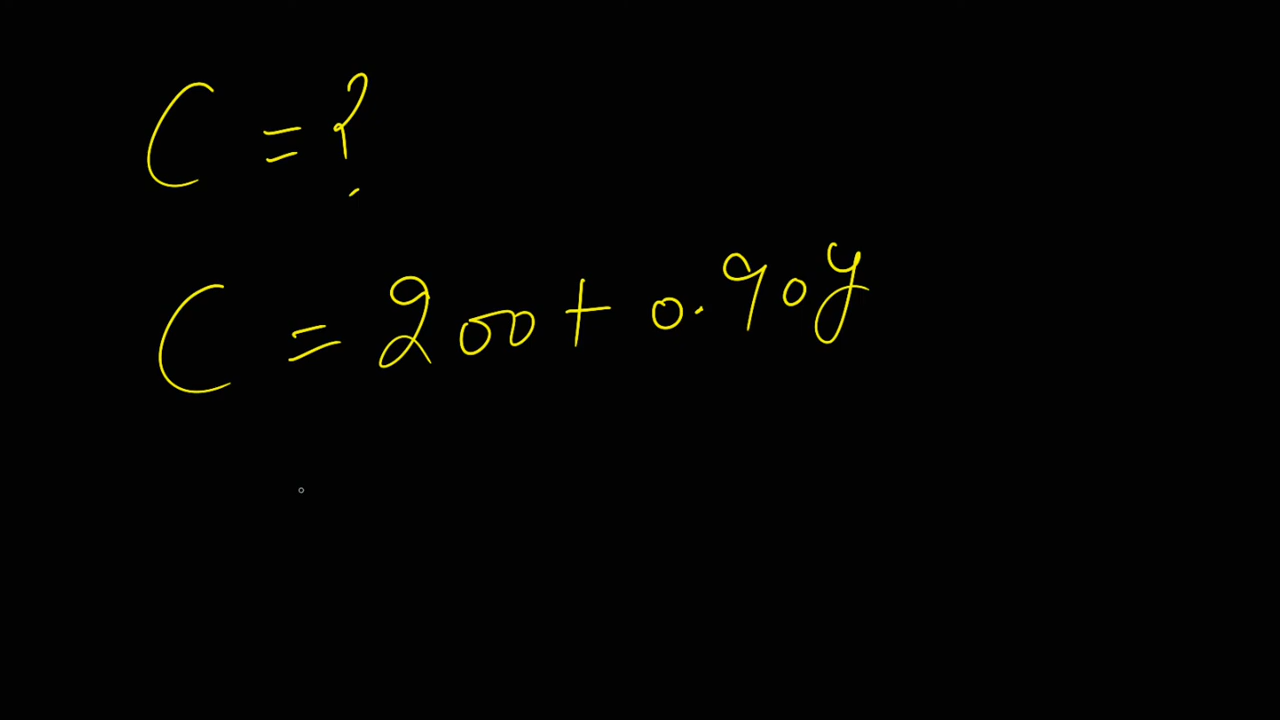 C = ?
C = 200 + 0.90y